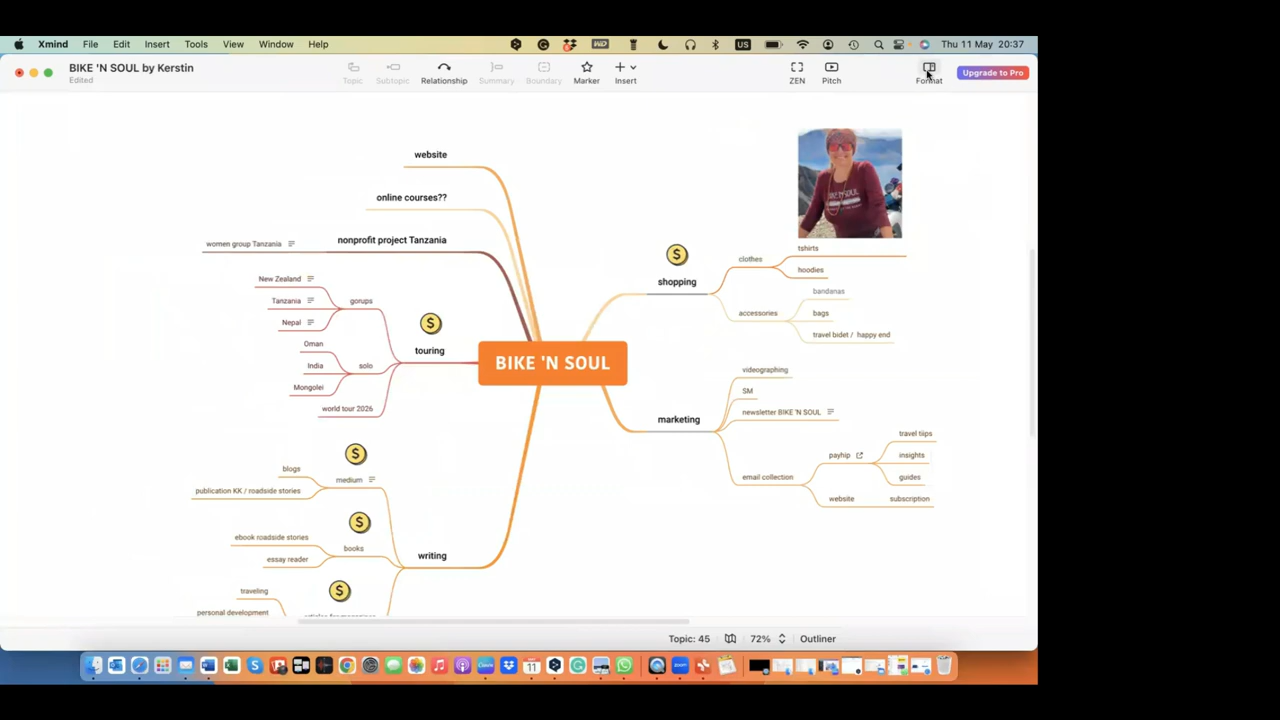 Xmind File Edit Insert Tools View Window Help WD US Thu 11 May 20:37
BIKE 'N SOUL by Kerstin
Edited
Topic Subtopic Relationship Summary Boundary Marker Insert ZEN Pitch Format Upgrade to Pro
website
online courses??
nonprofit project Tanzania
women group Tanzania
New Zealand
Tanzania
Nepal
gorups
Oman
India
Mongolei
solo
world tour 2026
touring
BIKE 'N SOUL
blogs
publication KK / roadside stories
medium
ebook roadside stories
essay reader
books
writing
traveling
personal development
shopping
clothes
tshirts
hoodies
accessories
bandanas
bags
travel bidet / happy end
marketing
videographing
SM
newsletter BIKE 'N SOUL
email collection
payhip
travel tiips
insights
guides
website
subscription
Topic: 45 72% Outliner